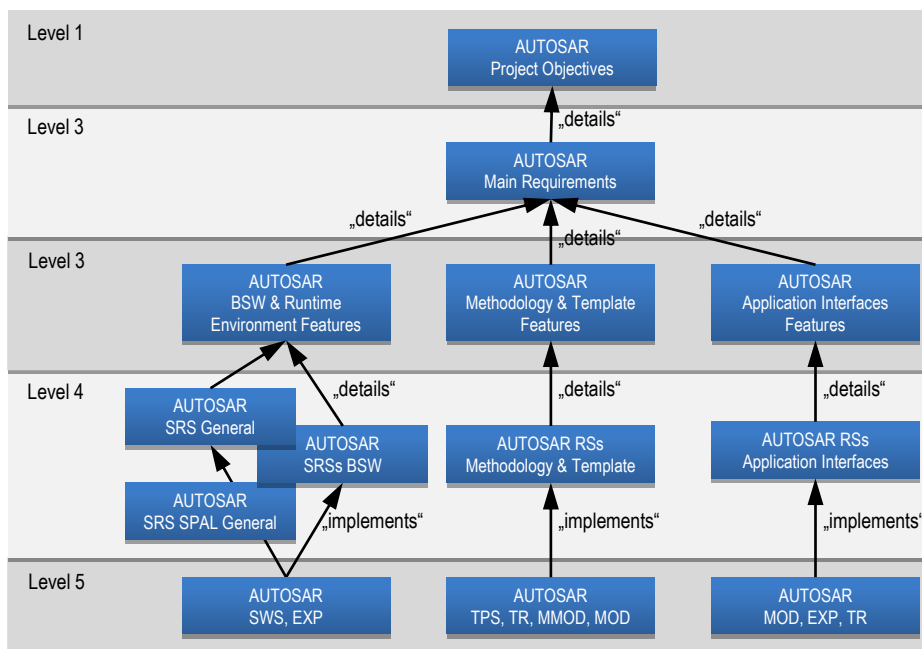 Level 1
AUTOSAR
Project Objectives
„details“
Level 3
AUTOSAR
Main Requirements
„details“
„details“
„details“
Level 3
AUTOSAR
BSW & Runtime
Environment Features
AUTOSAR
Methodology & Template
Features
AUTOSAR
Application Interfaces
Features
Level 4
„details“
„details“
„details“
AUTOSAR
SRS General
AUTOSAR
SRSs BSW
AUTOSAR RSs
Methodology & Template
AUTOSAR RSs
Application Interfaces
AUTOSAR
SRS SPAL General
„implements“
„implements“
„implements“
Level 5
AUTOSAR
SWS, EXP
AUTOSAR
TPS, TR, MMOD, MOD
AUTOSAR
MOD, EXP, TR